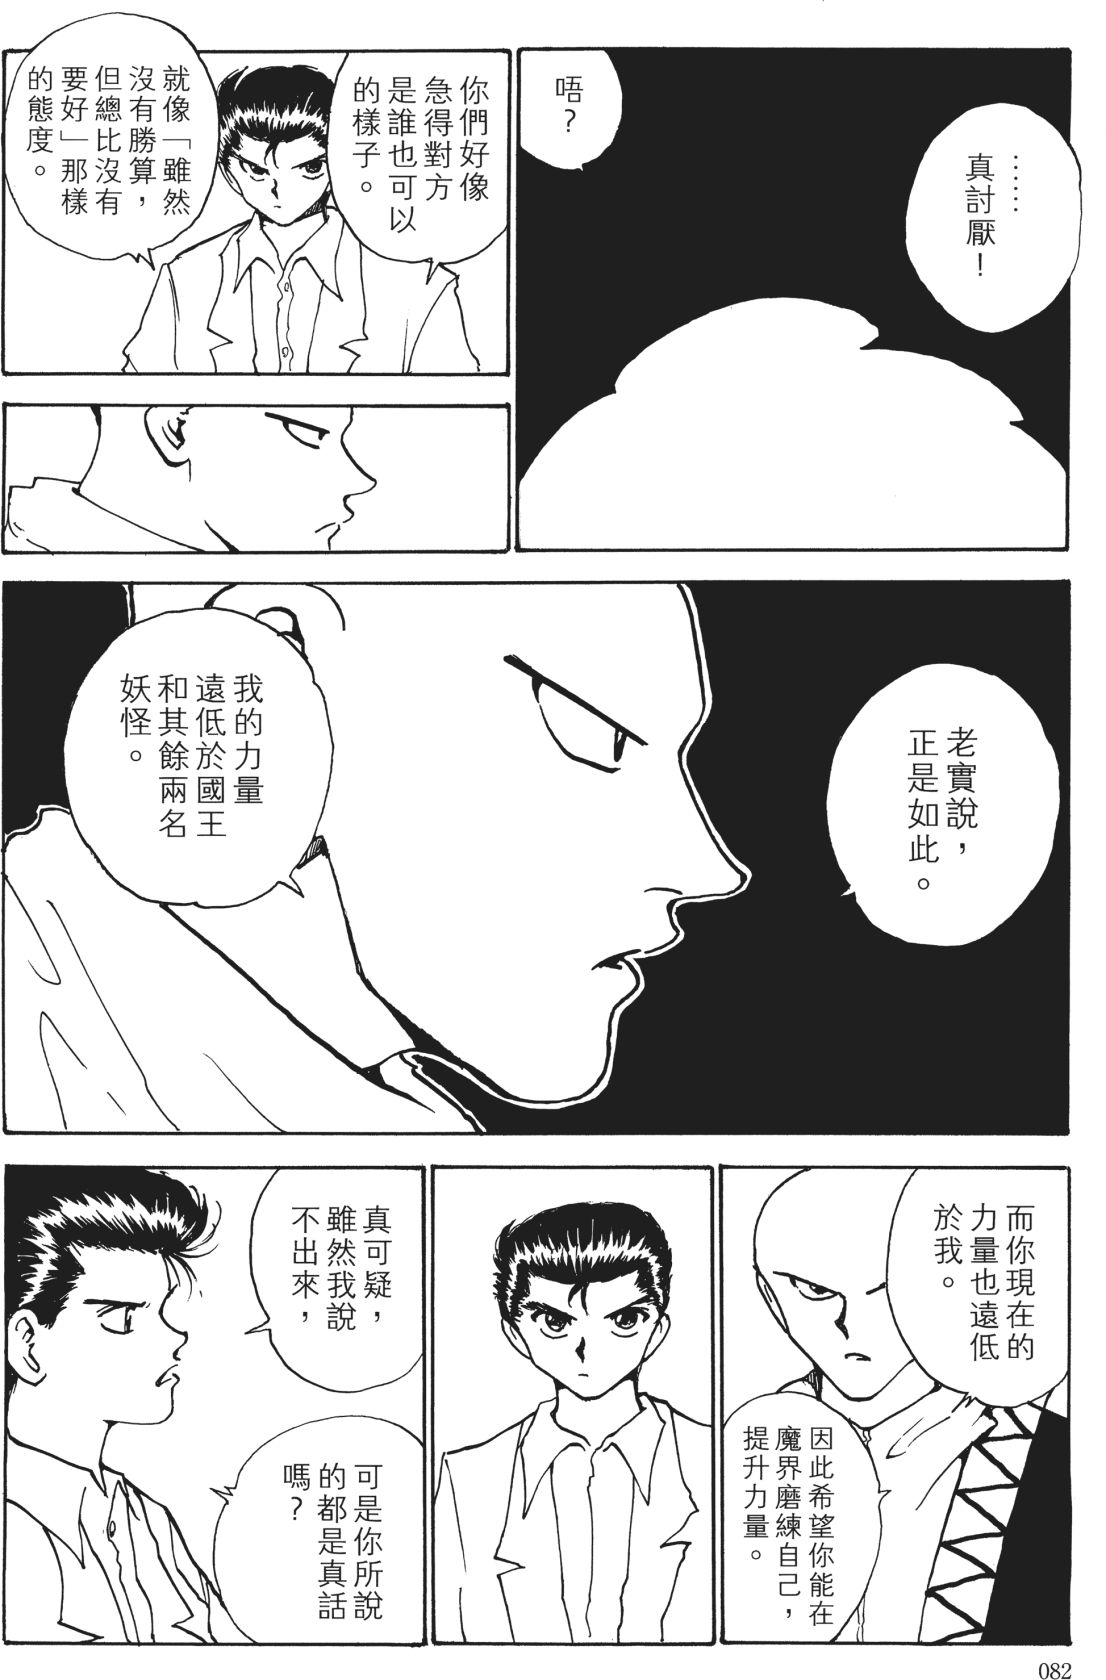 ……
真討厭！
唔？
你們好像
急得對方
是誰也可以
的樣子。
就像「雖然
沒有勝算，
但總比沒有
要好」那樣
的態度。
老實說，
正是如此。
我的力量
遠低於國王
和其餘兩名
妖怪。
而你現在的
力量也遠低
於我。
因此希望你能在
魔界磨練自己，
提升力量。
真可疑，
雖然我說
不出來，
可是你所說
的都是真話
嗎？
082